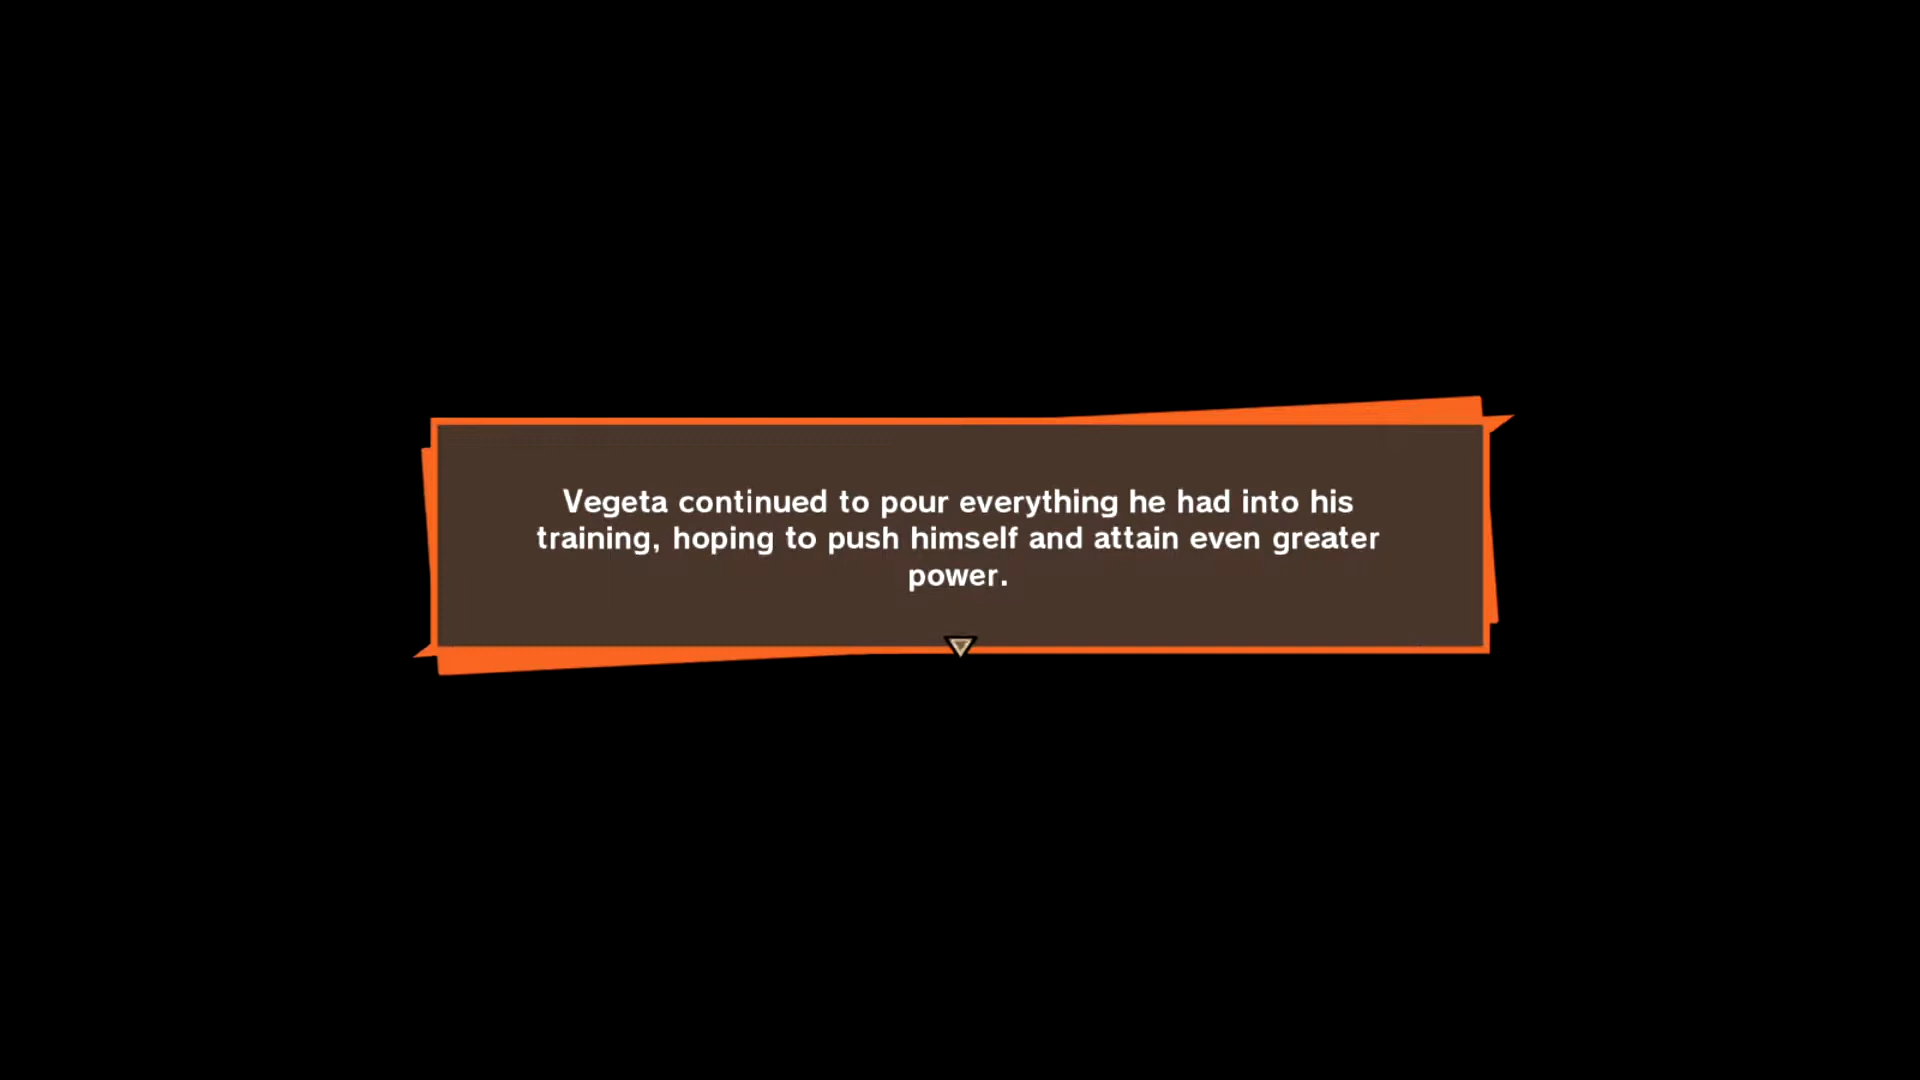 Vegeta continued to pour everything he had into his
training, hoping to push himself and attain even greater
power.